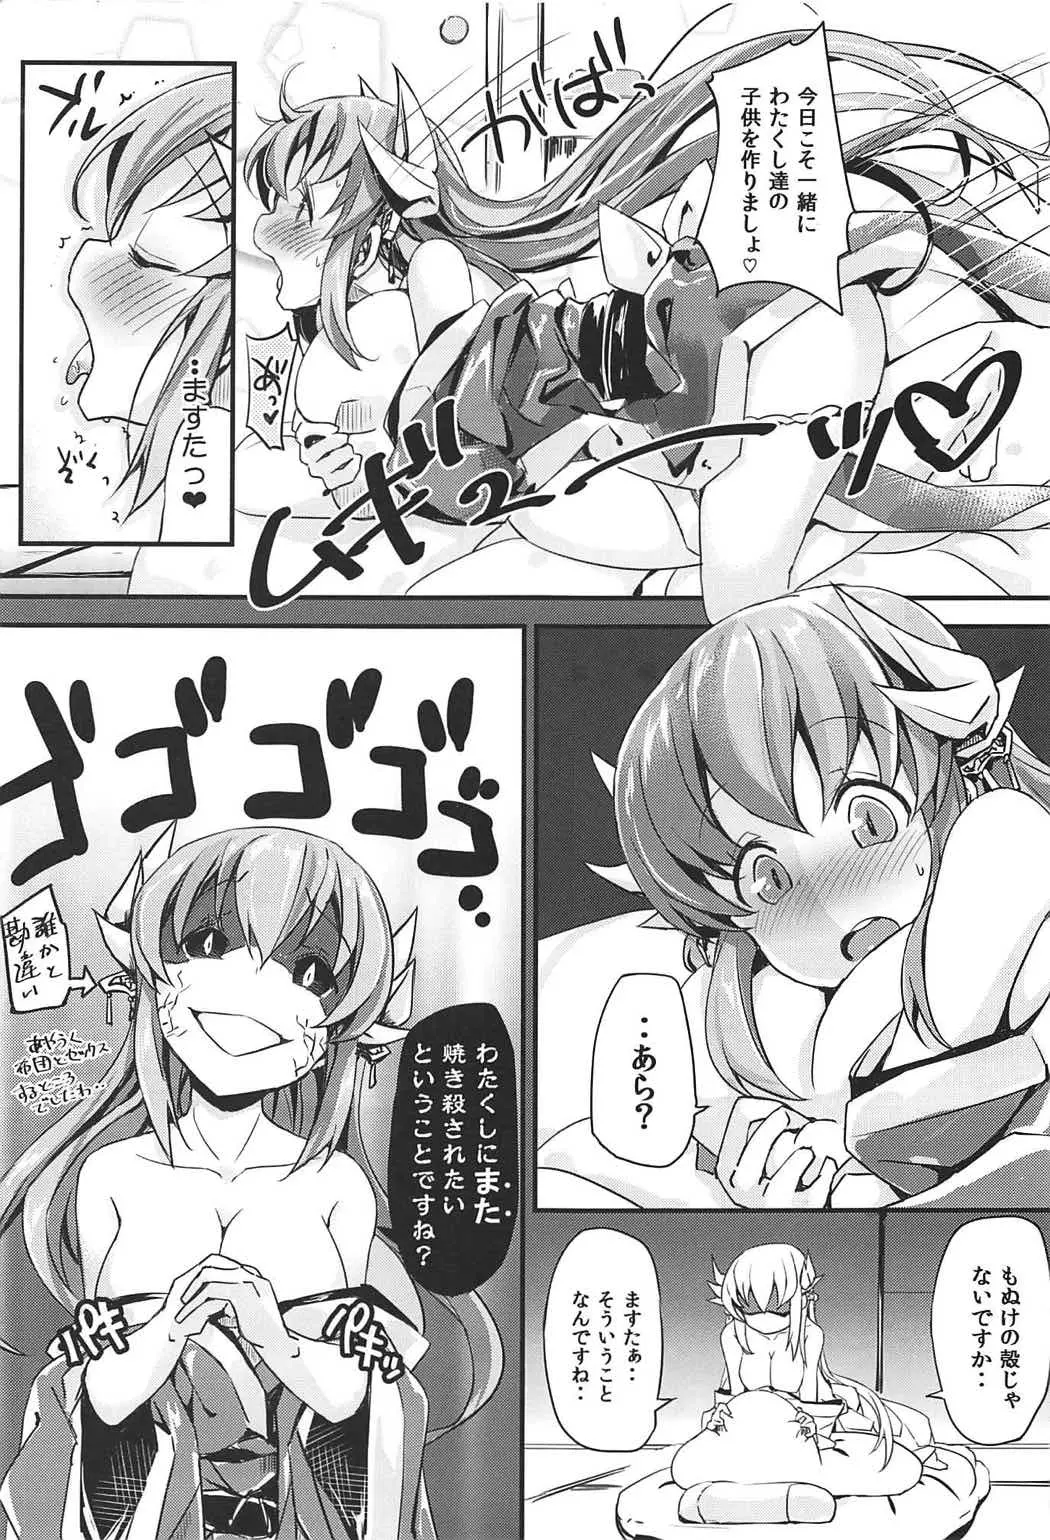 がばっ
今日こそ一緒に
わたくし達の
子供を作りましょ♡
ぎゅーッ♡
おっ♥
…ますたっ♥
‥あら?
もぬけの殻じゃ
ないですか‥
ますたぁ‥
そういうこと
なんですね‥
ゴゴゴゴゴ
わたくしにまた
焼き殺されたい
ということですね?
誰かと
勘違い
あやうく
布団とセックス
するところ
でしたわ…
パキ
パキ